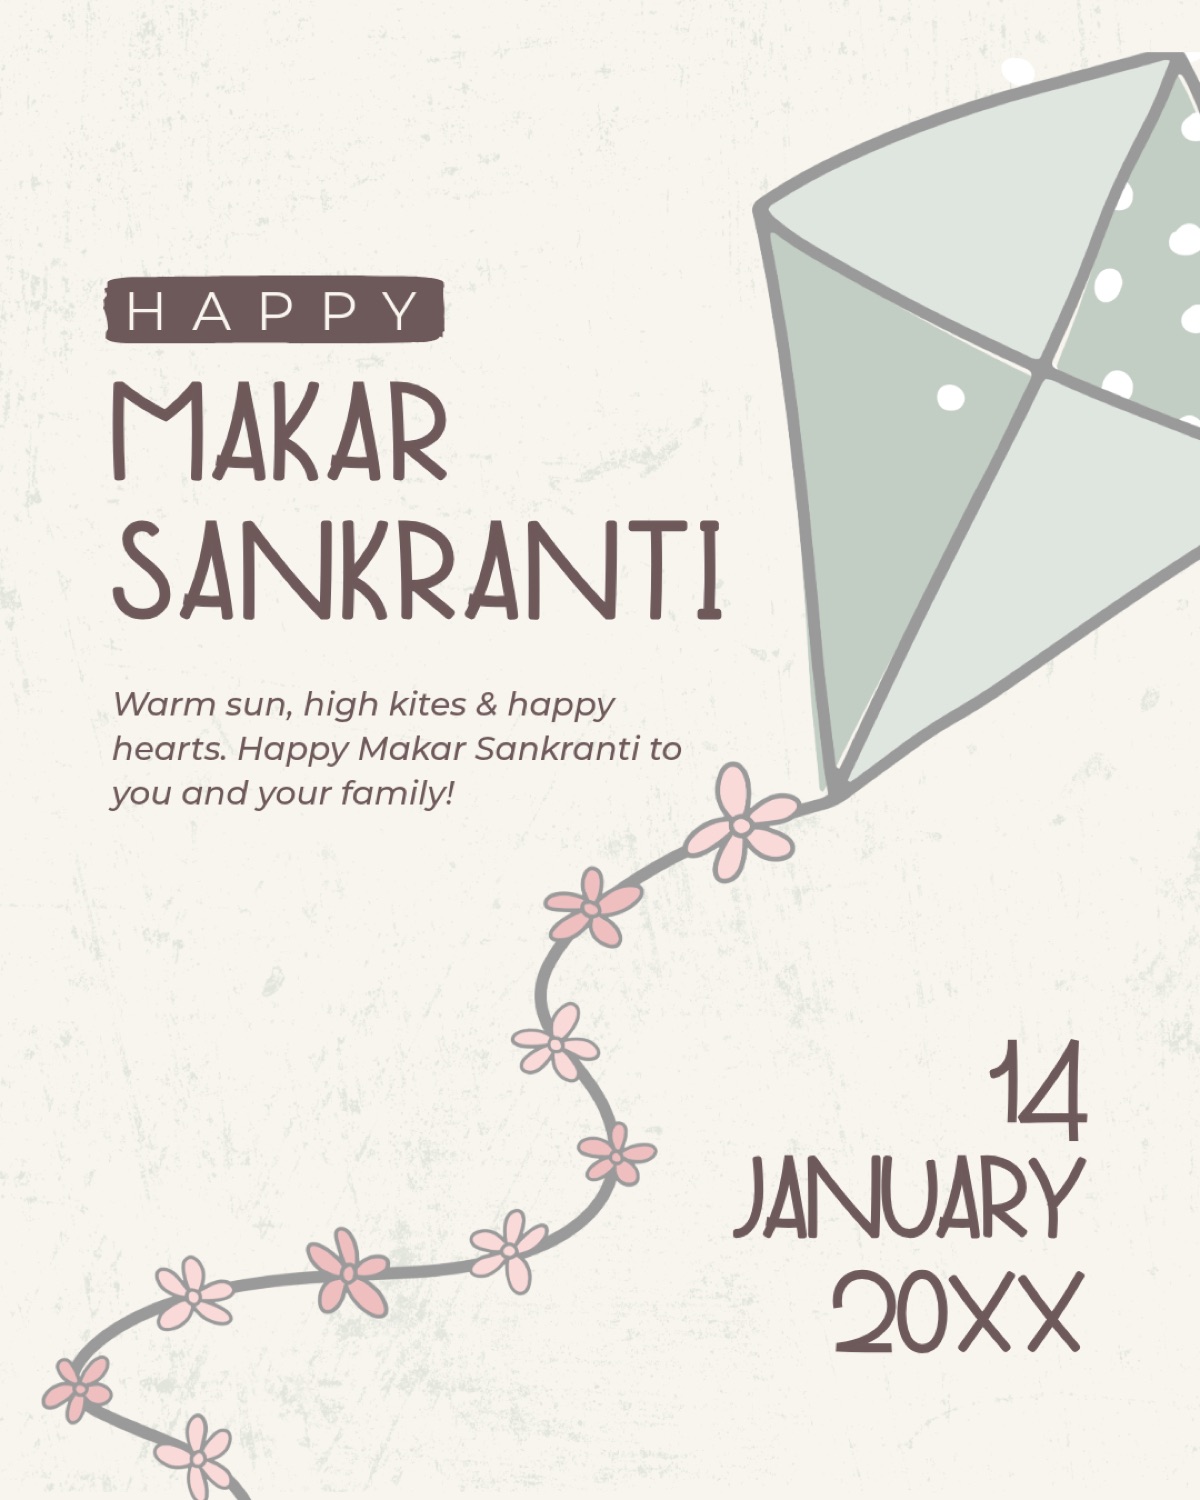 HAPPY
MAKAR
SANKRANTI
Warm sun, high kites & happy
hearts. Happy Makar Sankranti to
you and your family!
14
JANUARY
20XX